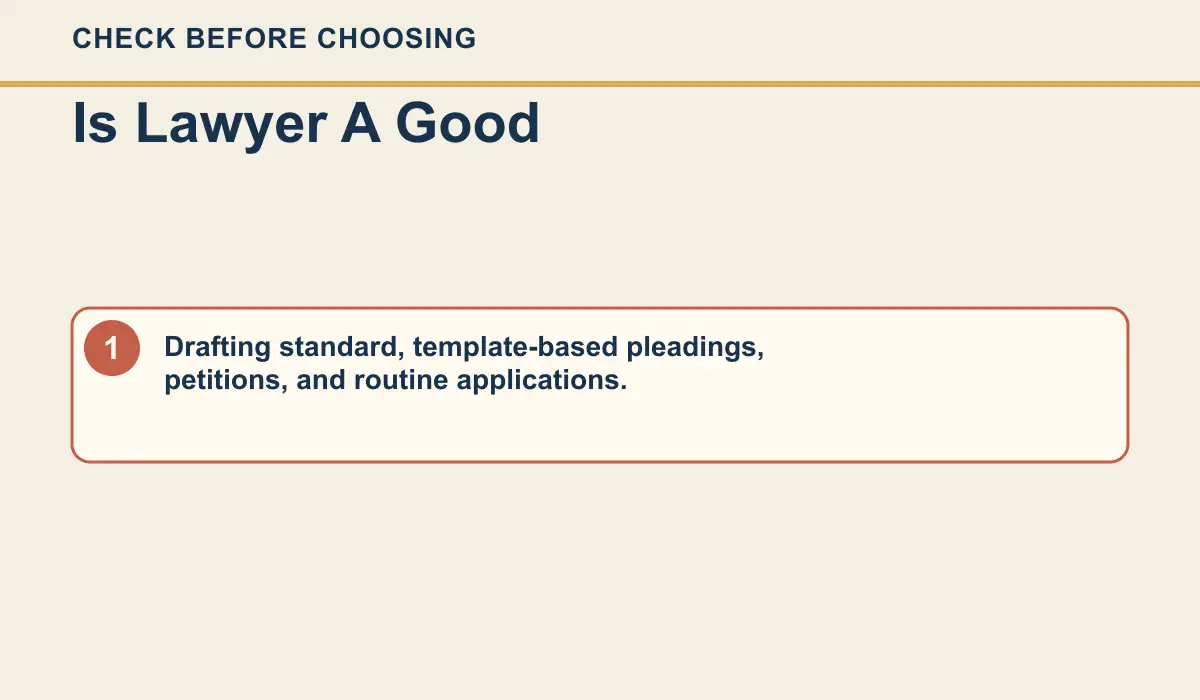 CHECK BEFORE CHOOSING
Is Lawyer A Good
1
Drafting standard, template-based pleadings,
petitions, and routine applications.